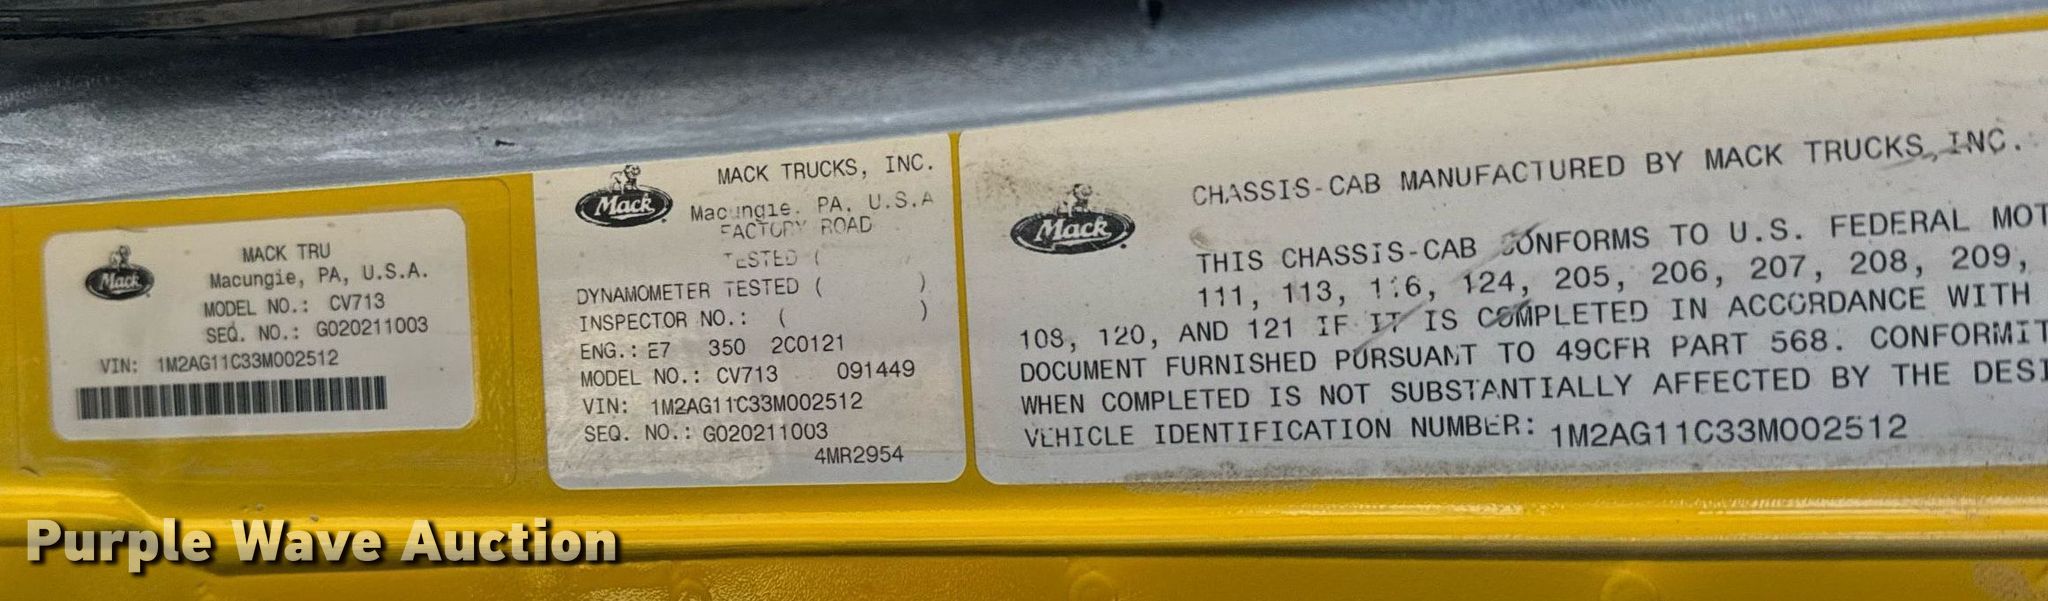 Mack
MACK TRU
Macungie, PA, U.S.A.
MODEL NO.: CV713
SEQ. NO.: G020211003
VIN: 1M2AG11C33M002512
Mack
MACK TRUCKS, INC.
Macungie, PA, U.S.A
FACTORY ROAD
TESTED (
DYNAMOMETER TESTED ( )
INSPECTOR NO.: ( )
ENG.: E7 350 2C0121
MODEL NO.: CV713 091449
VIN: 1M2AG11C33M002512
SEQ. NO.: G020211003
4MR2954
Mack
CHASSIS-CAB MANUFACTURED BY MACK TRUCKS, INC.
THIS CHASSIS-CAB CONFORMS TO U.S. FEDERAL MOT
111, 113, 116, 124, 205, 206, 207, 208, 209,
108, 120, AND 121 IF IT IS COMPLETED IN ACCORDANCE WITH
DOCUMENT FURNISHED PURSUANT TO 49CFR PART 568. CONFORMIT
WHEN COMPLETED IS NOT SUBSTANTIALLY AFFECTED BY THE DESI
VEHICLE IDENTIFICATION NUMBER: 1M2AG11C33M002512
Purple Wave Auction